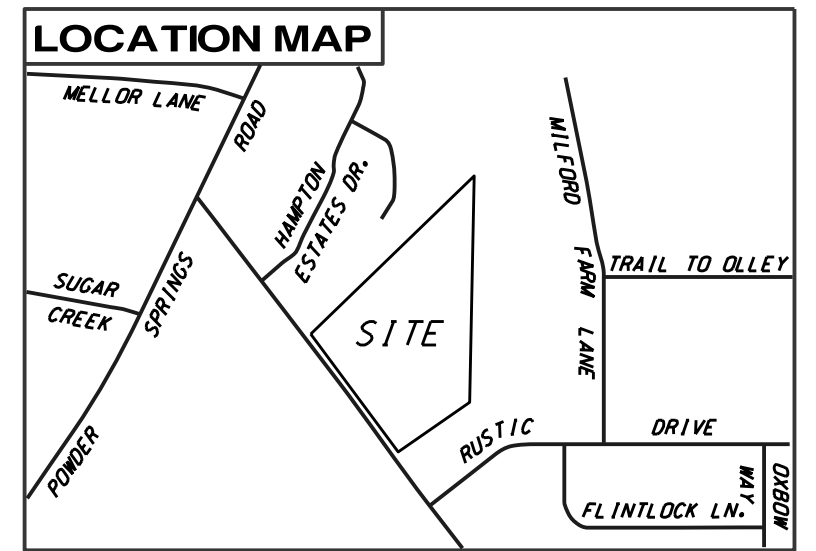 LOCATION MAP
MELLOR LANE
ROAD
HAMPTON
ESTATES DR.
MILFORD
FARM LANE
TRAIL TO OLLEY
SUGAR
CREEK
SPRINGS
POWDER
SITE
RUSTIC
DRIVE
FLINTLOCK LN.
OXBOW
WAY